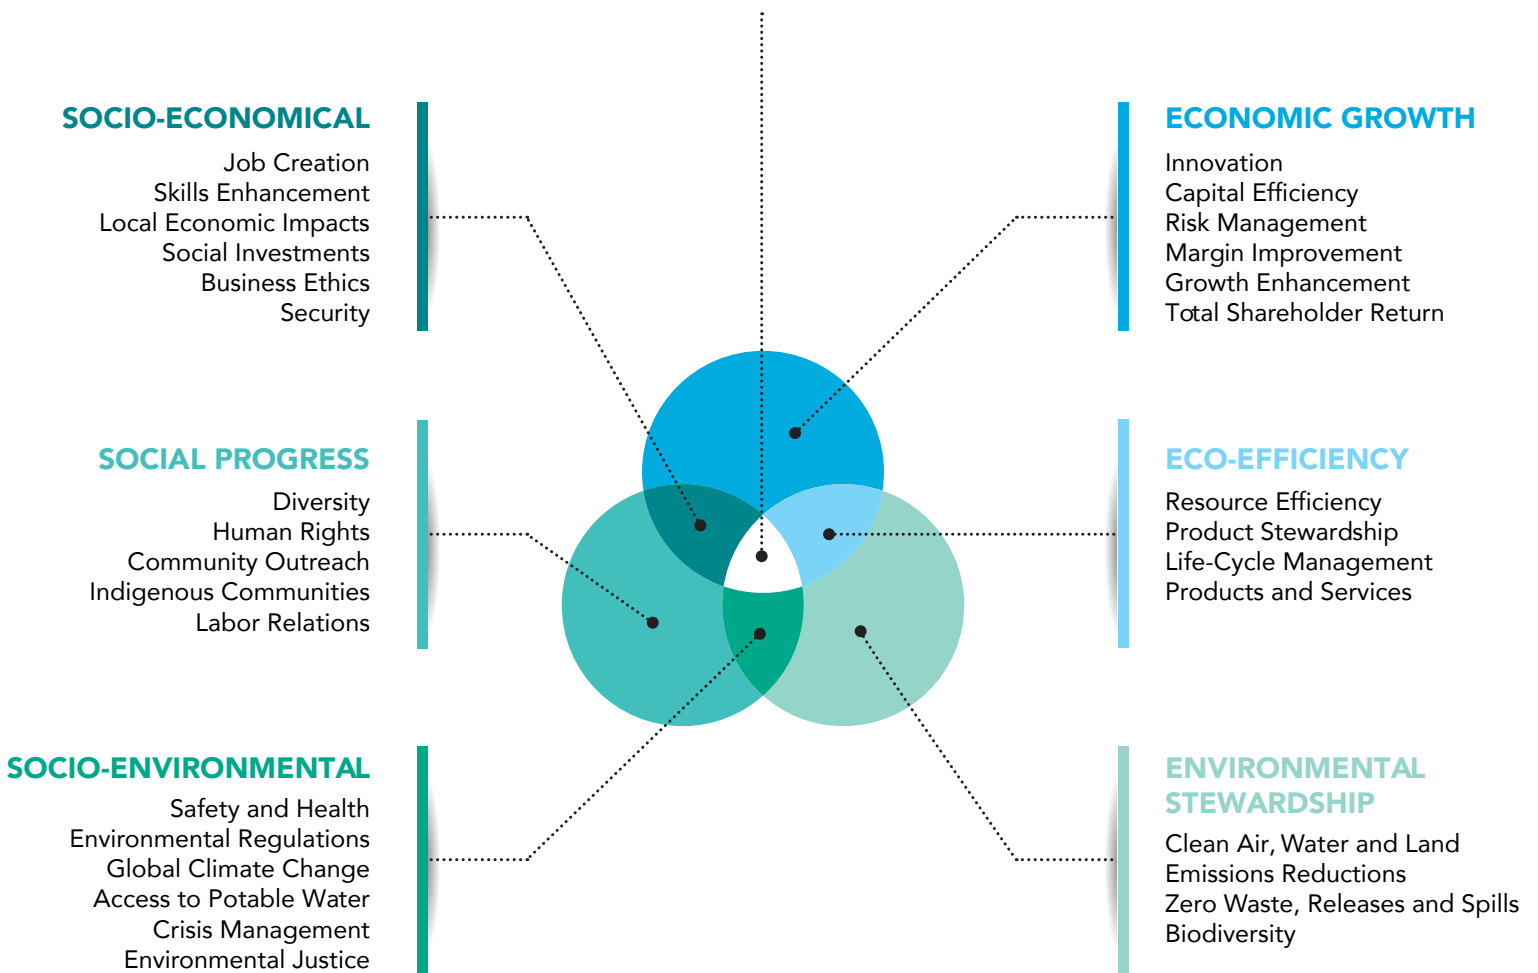 SOCIO-ECONOMICAL
Job Creation
Skills Enhancement
Local Economic Impacts
Social Investments
Business Ethics
Security
ECONOMIC GROWTH
Innovation
Capital Efficiency
Risk Management
Margin Improvement
Growth Enhancement
Total Shareholder Return
SOCIAL PROGRESS
Diversity
Human Rights
Community Outreach
Indigenous Communities
Labor Relations
ECO-EFFICIENCY
Resource Efficiency
Product Stewardship
Life-Cycle Management
Products and Services
SOCIO-ENVIRONMENTAL
Safety and Health
Environmental Regulations
Global Climate Change
Access to Potable Water
Crisis Management
Environmental Justice
ENVIRONMENTAL
STEWARDSHIP
Clean Air, Water and Land
Emissions Reductions
Zero Waste, Releases and Spills
Biodiversity